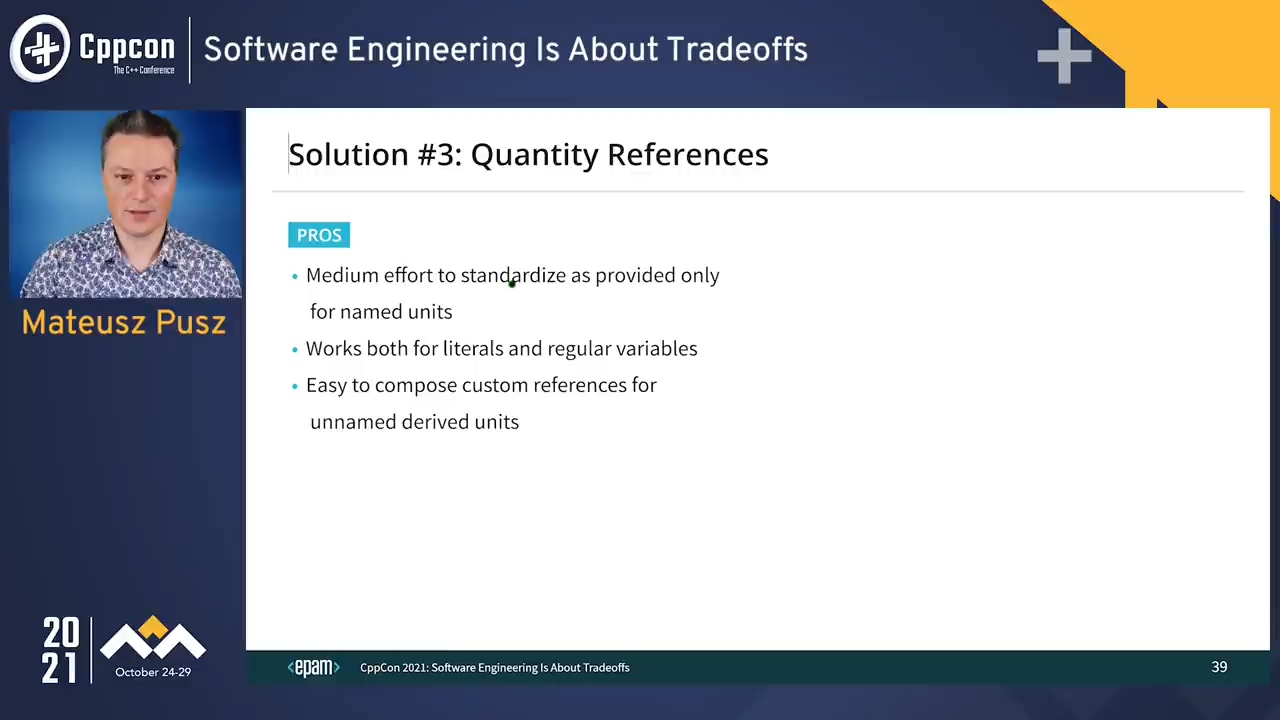 Cppcon
The C++ Conference
Software Engineering Is About Tradeoffs
Mateusz Pusz
Solution #3: Quantity References
PROS
• Medium effort to standardize as provided only
for named units
• Works both for literals and regular variables
• Easy to compose custom references for
unnamed derived units
20
21
October 24-29
<epam>
CppCon 2021: Software Engineering Is About Tradeoffs
39